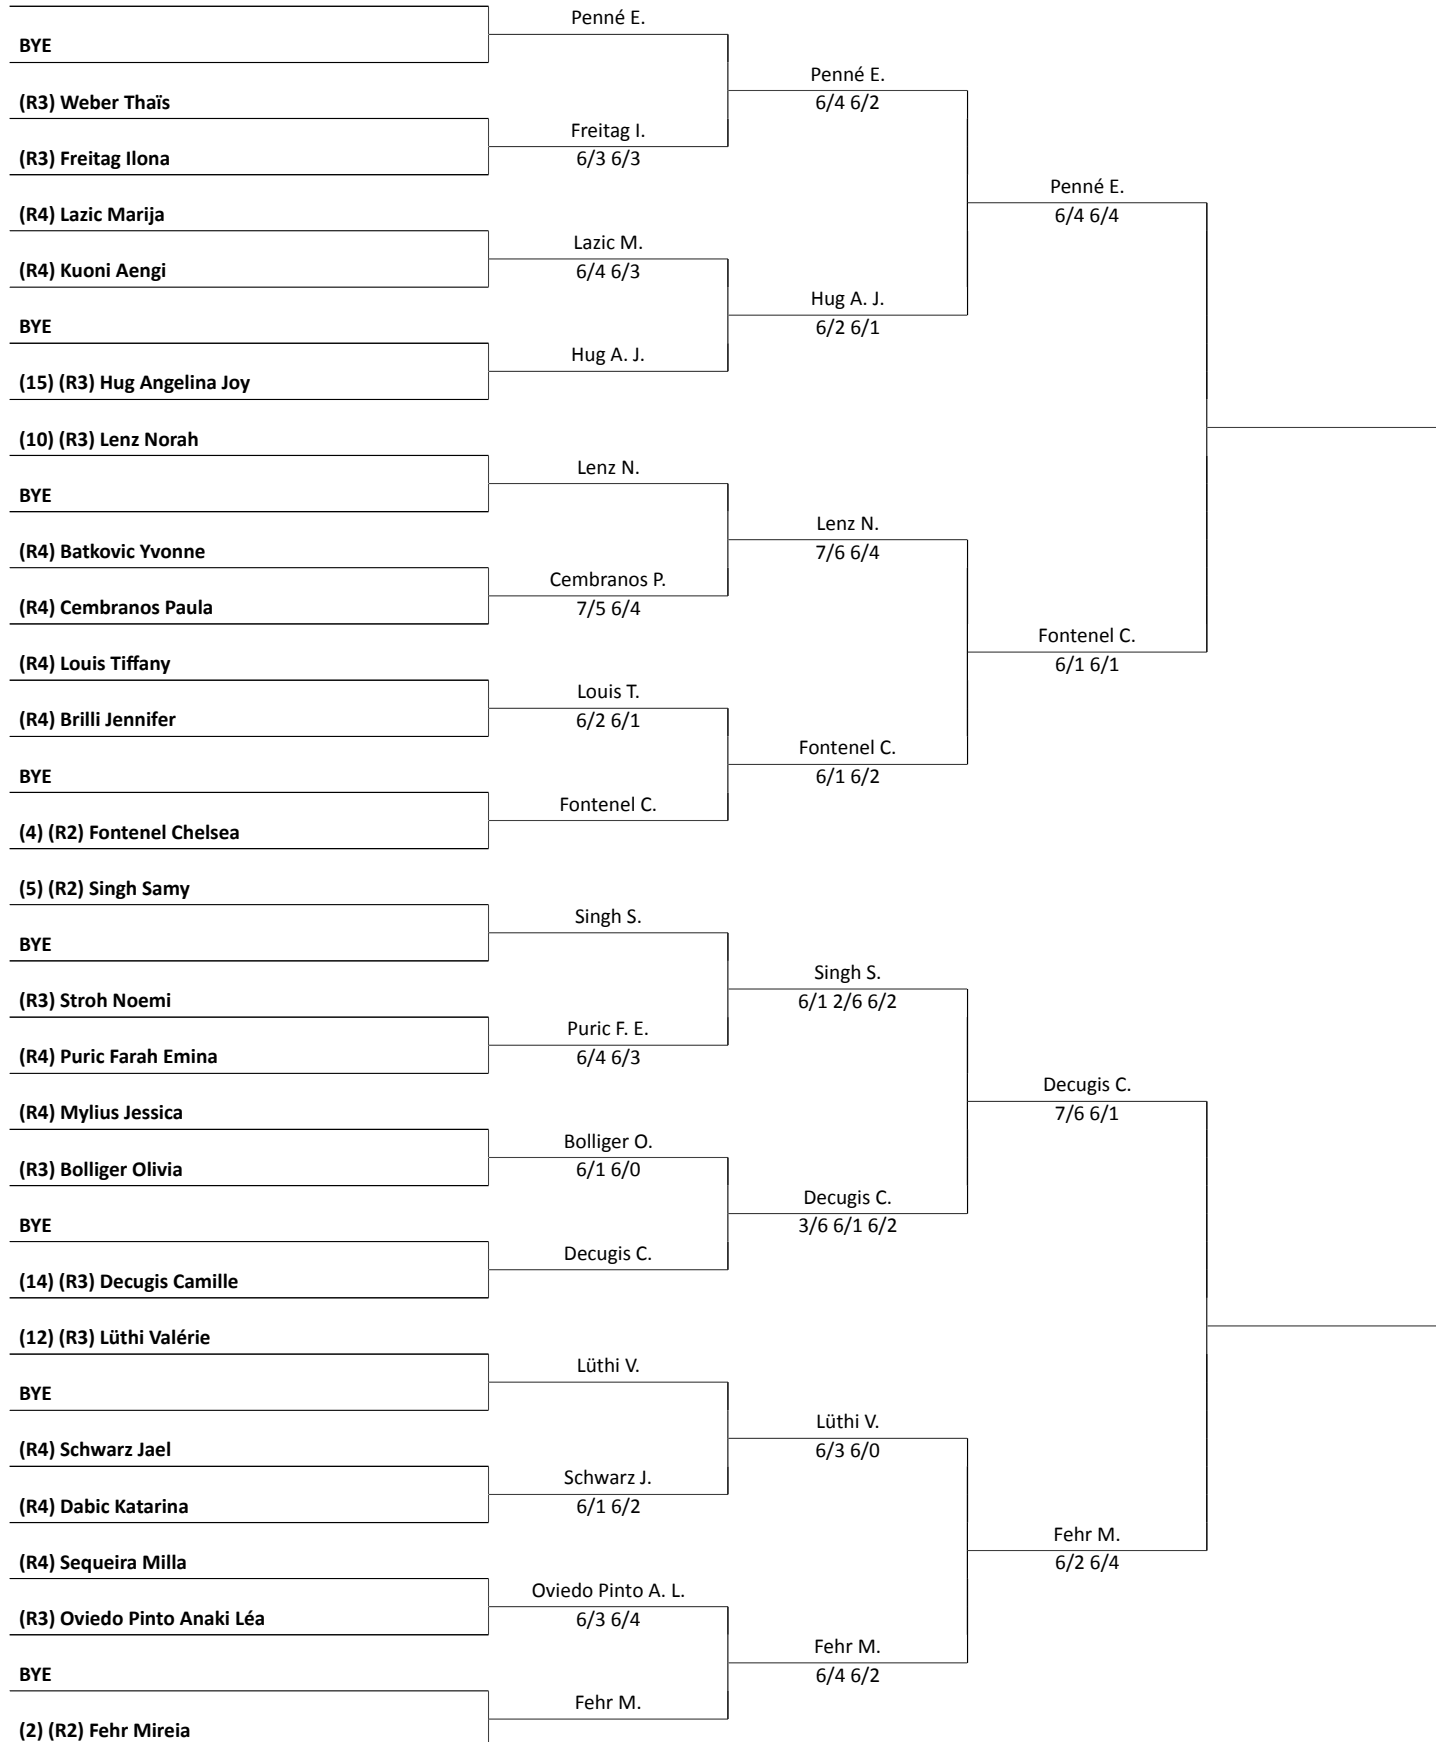 Penné E.
BYE
Penné E.
(R3) Weber Thaïs
6/4 6/2
Freitag I.
(R3) Freitag Ilona
6/3 6/3
Penné E.
(R4) Lazic Marija
6/4 6/4
Lazic M.
(R4) Kuoni Aengi
6/4 6/3
Hug A. J.
BYE
6/2 6/1
Hug A. J.
(15) (R3) Hug Angelina Joy
(10) (R3) Lenz Norah
Lenz N.
BYE
Lenz N.
(R4) Batkovic Yvonne
7/6 6/4
Cembranos P.
(R4) Cembranos Paula
7/5 6/4
Fontenel C.
(R4) Louis Tiffany
6/1 6/1
Louis T.
(R4) Brilli Jennifer
6/2 6/1
Fontenel C.
BYE
6/1 6/2
Fontenel C.
(4) (R2) Fontenel Chelsea
(5) (R2) Singh Samy
Singh S.
BYE
Singh S.
(R3) Stroh Noemi
6/1 2/6 6/2
Puric F. E.
(R4) Puric Farah Emina
6/4 6/3
Decugis C.
(R4) Mylius Jessica
7/6 6/1
Bolliger O.
(R3) Bolliger Olivia
6/1 6/0
Decugis C.
BYE
3/6 6/1 6/2
Decugis C.
(14) (R3) Decugis Camille
(12) (R3) Lüthi Valérie
Lüthi V.
BYE
Lüthi V.
(R4) Schwarz Jael
6/3 6/0
Schwarz J.
(R4) Dabic Katarina
6/1 6/2
Fehr M.
(R4) Sequeira Milla
6/2 6/4
Oviedo Pinto A. L.
(R3) Oviedo Pinto Anaki Léa
6/3 6/4
Fehr M.
BYE
6/4 6/2
Fehr M.
(2) (R2) Fehr Mireia